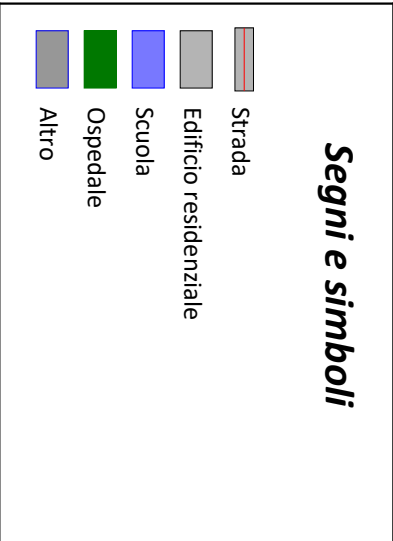 Segni e simboli
Strada
Edificio residenziale
Scuola
Ospedale
Altro